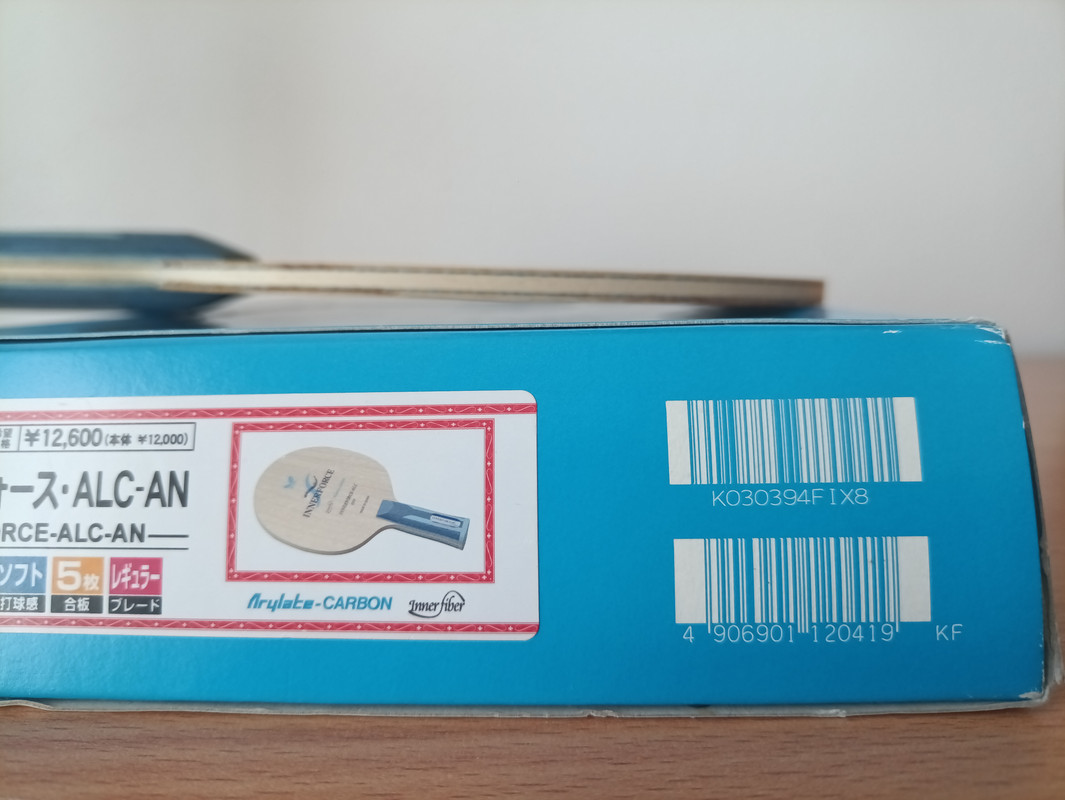 ¥12,600(本体 ¥12,000)
ォース・ALC-AN
ORCE-ALC-AN
ソフト
打球感
5枚
合板
レギュラー
ブレード
INNERFORCE
Arylate-CARBON
Inner fiber
K030394FIX8
4 906901 120419 KF